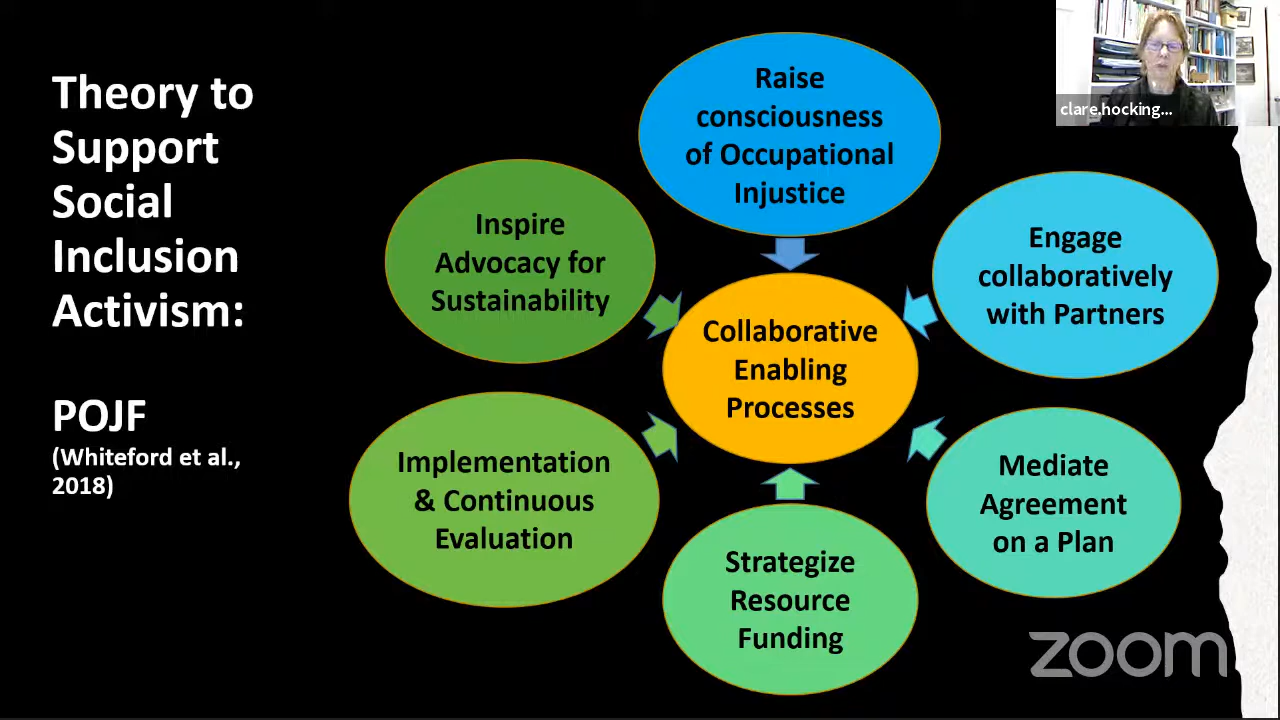 Theory to
Support
Social
Inclusion
Activism:
POJF
(Whiteford et al.,
2018)
Raise
consciousness
of Occupational
Injustice
Engage
collaboratively
with Partners
Mediate
Agreement
on a Plan
Strategize
Resource
Funding
Implementation
& Continuous
Evaluation
Inspire
Advocacy for
Sustainability
Collaborative
Enabling
Processes
clare.hocking...
zoom